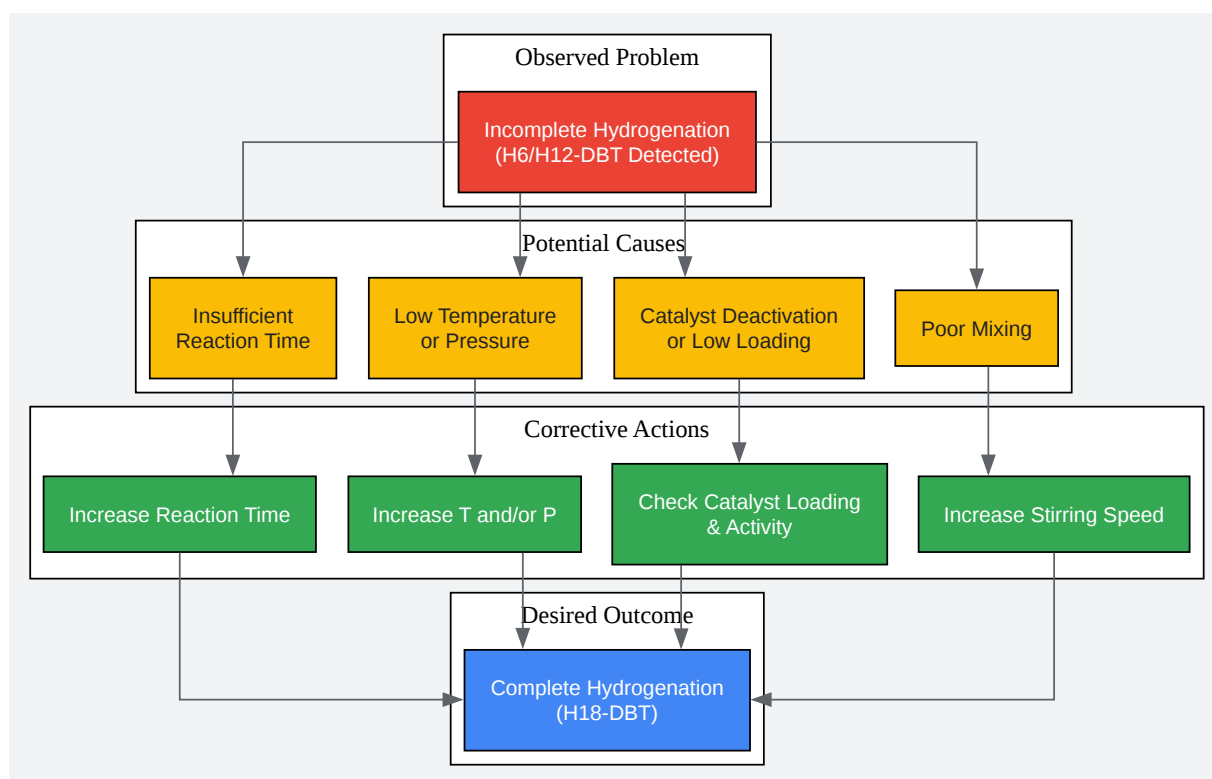 Observed Problem
Incomplete Hydrogenation
(H6/H12-DBT Detected)
Potential Causes
Insufficient
Reaction Time
Low Temperature
or Pressure
Catalyst Deactivation
or Low Loading
Poor Mixing
Corrective Actions
Increase Reaction Time
Increase T and/or P
Check Catalyst Loading
& Activity
Increase Stirring Speed
Desired Outcome
Complete Hydrogenation
(H18-DBT)